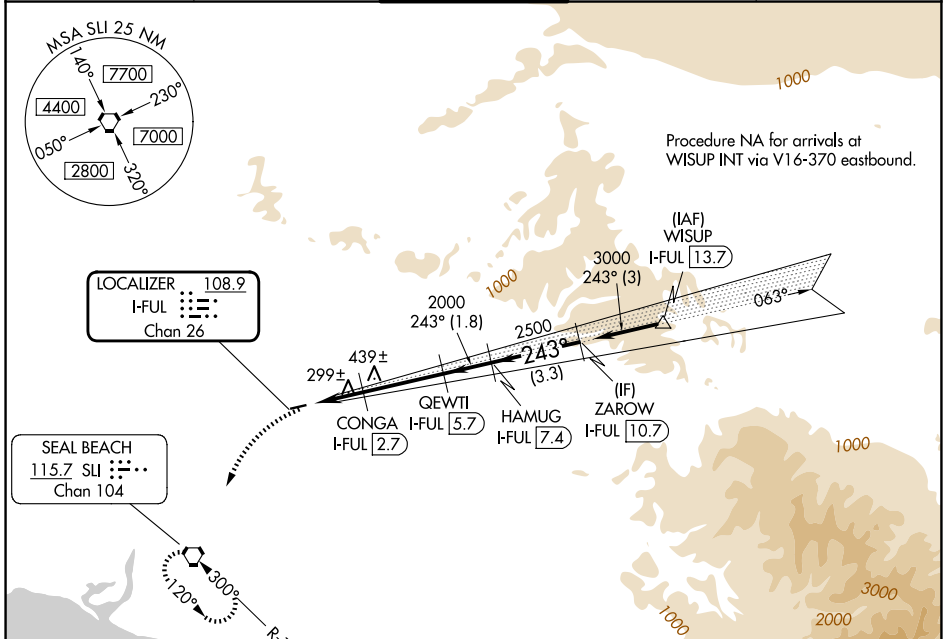 MSA SLI 25 NM
140°
7700
230°
4400
7000
050°
2800
320°
1000
Procedure NA for arrivals at
WISUP INT via V16-370 eastbound.
(IAF)
WISUP
I-FUL 13.7
3000
243° (3)
063°
1000
LOCALIZER 108.9
I-FUL
Chan 26
2000
243° (1.8)
2500
243°
(3.3)
439±
299±
CONGA
I-FUL 2.7
QEWTI
I-FUL 5.7
HAMUG
I-FUL 7.4
(IF)
ZAROW
I-FUL 10.7
SEAL BEACH
115.7 SLI
Chan 104
1000
300°
120°
3000
1000
2000